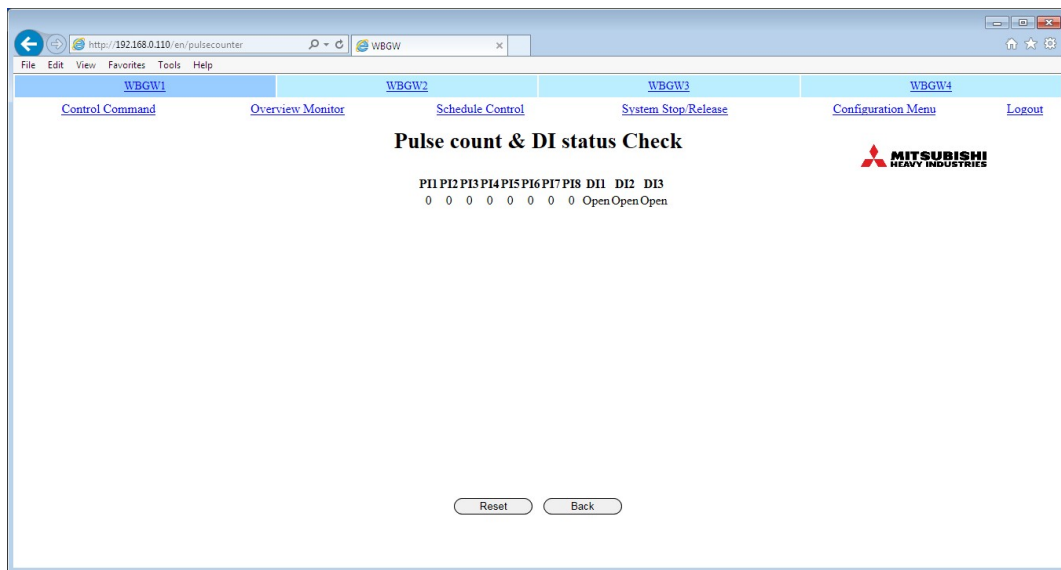 http://192.168.0.110/en/pulsecounter WBGW
File Edit View Favorites Tools Help
WBGW1 WBGW2 WBGW3 WBGW4
Control Command Overview Monitor Schedule Control System Stop/Release Configuration Menu Logout
Pulse count & DI status Check
MITSUBISHI
HEAVY INDUSTRIES
PI1 PI2 PI3 PI4 PI5 PI6 PI7 PI8 DI1 DI2 DI3
0 0 0 0 0 0 0 0 Open Open Open
Reset Back